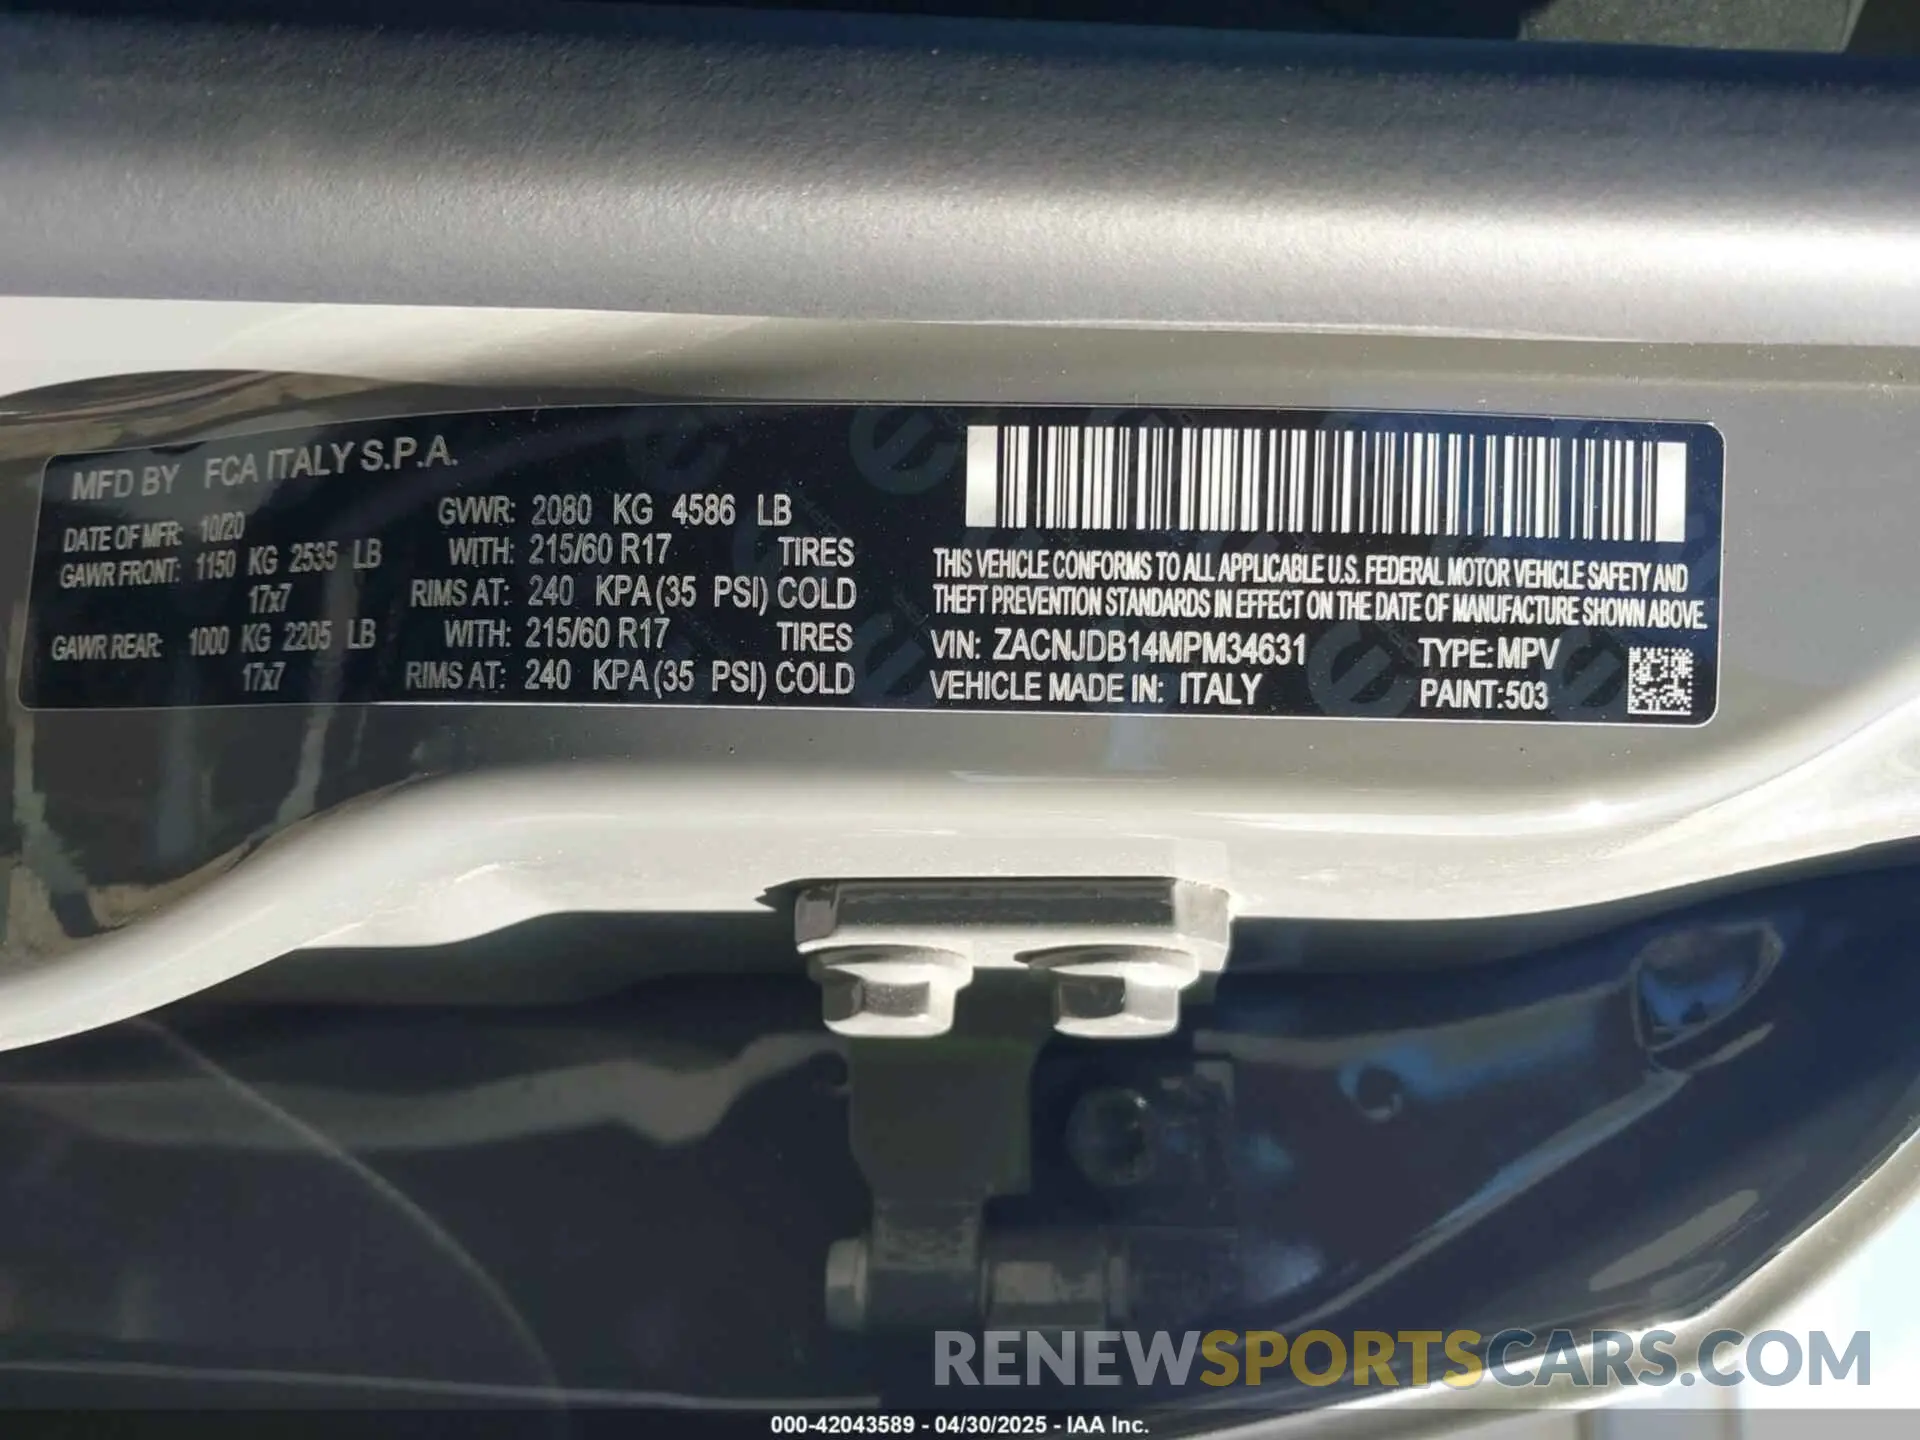 MFD BY FCA ITALY S.P.A.
DATE OF MFR: 10/20
GVWR: 2080 KG 4586 LB
GAWR FRONT: 1150 KG 2535 LB
WITH: 215/60 R17 TIRES
17x7
RIMS AT: 240 KPA (35 PSI) COLD
GAWR REAR: 1000 KG 2205 LB
WITH: 215/60 R17 TIRES
17x7
RIMS AT: 240 KPA (35 PSI) COLD
THIS VEHICLE CONFORMS TO ALL APPLICABLE U.S. FEDERAL MOTOR VEHICLE SAFETY AND
THEFT PREVENTION STANDARDS IN EFFECT ON THE DATE OF MANUFACTURE SHOWN ABOVE.
VIN: ZACNJDB14MPM34631 TYPE: MPV
VEHICLE MADE IN: ITALY PAINT:503
RENEWSPORTSCARS.COM
000-42043589 - 04/30/2025 - IAA Inc.